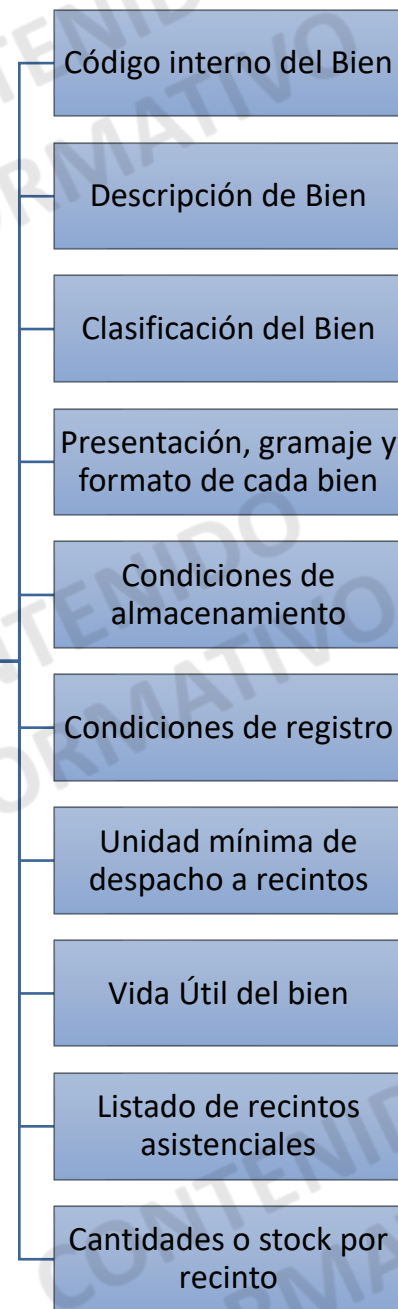 Código interno del Bien
Descripción de Bien
Clasificación del Bien
Presentación, gramaje y
formato de cada bien
Condiciones de
almacenamiento
Condiciones de registro
Unidad mínima de
despacho a recintos
Vida Útil del bien
Listado de recintos
asistenciales
Cantidades o stock por
recinto